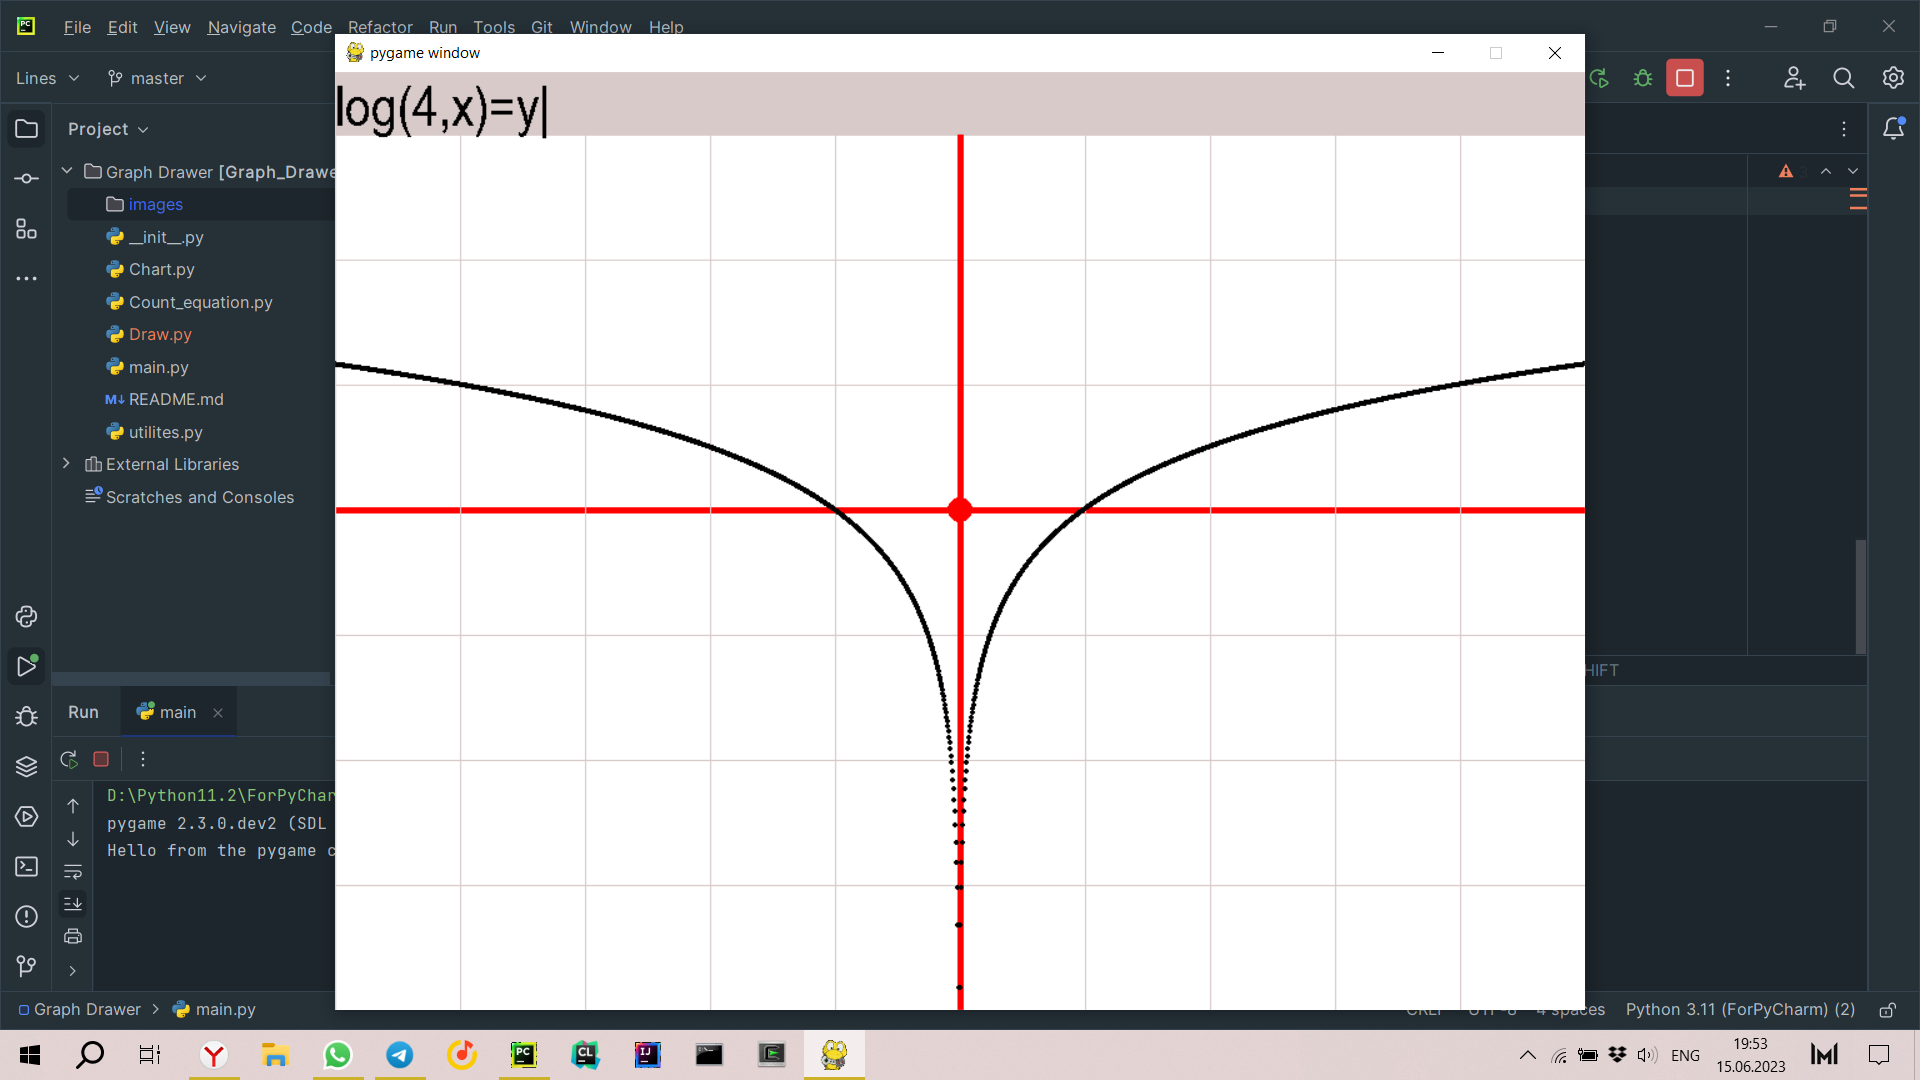 File Edit View Navigate Code Refactor Run Tools Git Window Help
pygame window
Lines master
log(4,x)=y|
Project
Graph Drawer [Graph_Drawe
images
__init__.py
Chart.py
Count_equation.py
Draw.py
main.py
README.md
utilites.py
External Libraries
Scratches and Consoles
HIFT
Run main
D:\Python11.2\ForPyChar
pygame 2.3.0.dev2 (SDL
Hello from the pygame c
Graph Drawer > main.py
CRLF UTF-8 4 spaces Python 3.11 (ForPyCharm) (2)
ENG
19:53
15.06.2023